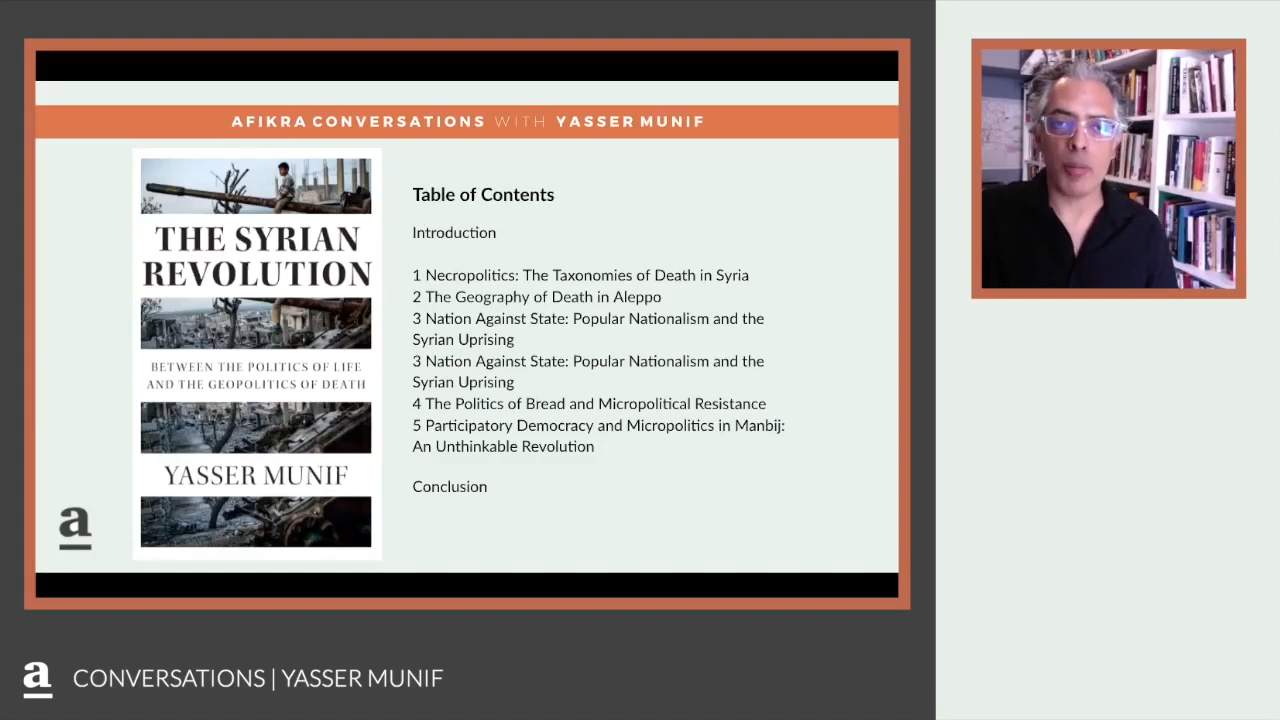 AFIKRA CONVERSATIONS WITH YASSER MUNIF
THE SYRIAN
REVOLUTION
BETWEEN THE POLITICS OF LIFE
AND THE GEOPOLITICS OF DEATH
YASSER MUNIF
a
Table of Contents
Introduction
1 Necropolitics: The Taxonomies of Death in Syria
2 The Geography of Death in Aleppo
3 Nation Against State: Popular Nationalism and the
Syrian Uprising
3 Nation Against State: Popular Nationalism and the
Syrian Uprising
4 The Politics of Bread and Micropolitical Resistance
5 Participatory Democracy and Micropolitics in Manbij:
An Unthinkable Revolution
Conclusion
a CONVERSATIONS | YASSER MUNIF